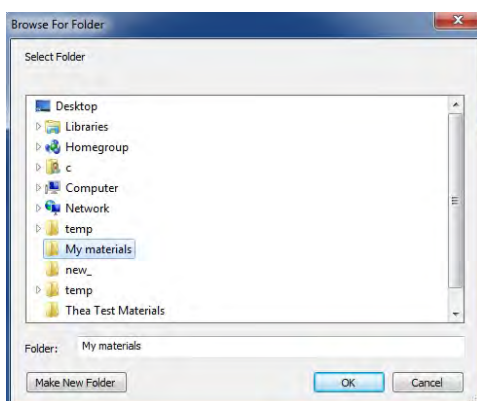 Browse For Folder
Select Folder
Desktop
Libraries
Homegroup
c
Computer
Network
temp
My materials
new_
temp
Thea Test Materials
Folder: My materials
Make New Folder OK Cancel